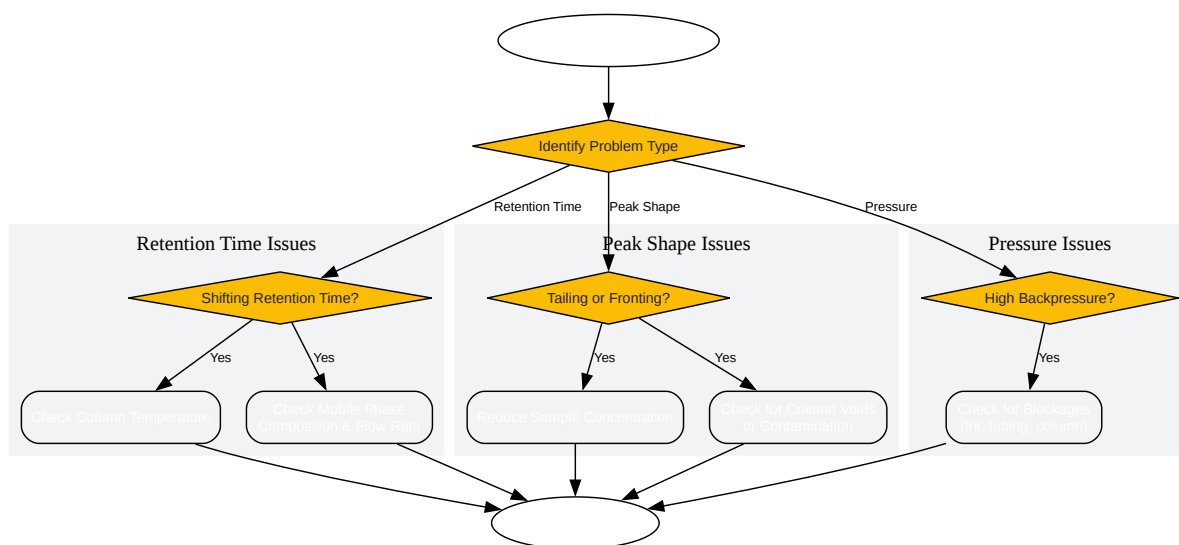 Identify Problem Type
Retention Time
Peak Shape
Pressure
Retention Time Issues
Peak Shape Issues
Pressure Issues
Shifting Retention Time?
Tailing or Fronting?
High Backpressure?
Yes
Yes
Yes
Yes
Yes
Check Column Temperature
Check Mobile Phase
Composition & Flow Rate
Reduce Sample Concentration
Check for Column Voids
or Contamination
Check for Blockages
(frit, tubing, column)